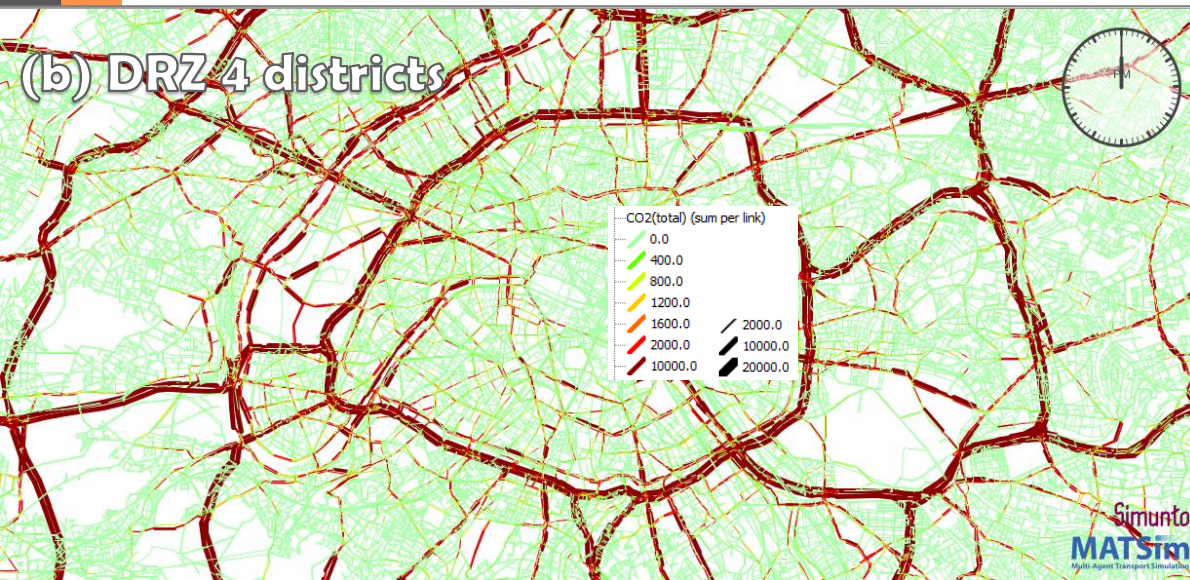 (b) DRZ 4 districts
PM
CO2(total) (sum per link)
0.0
400.0
800.0
1200.0
1600.0
2000.0
10000.0
2000.0
10000.0
20000.0
Simunto
MATSim
Multi-Agent Transport Simulation